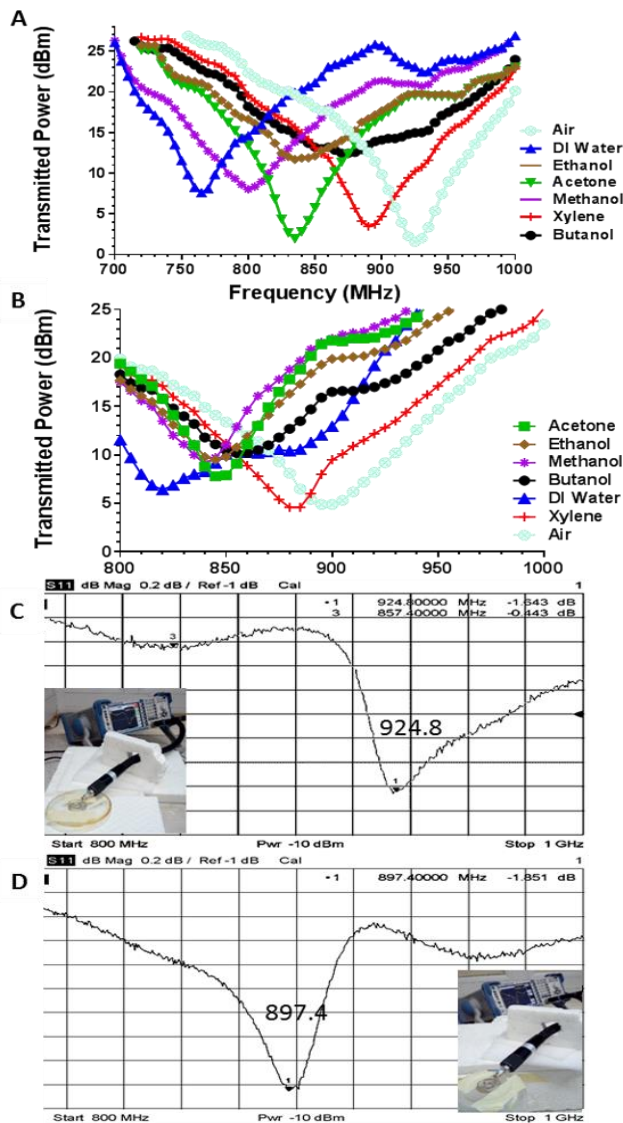 A
Transmitted Power (dBm)
25
20
15
10
5
0
700
750
800
850
900
950
1000
Frequency (MHz)
Air
DI Water
Ethanol
Acetone
Methanol
Xylene
Butanol
B
Transmitted Power (dBm)
25
20
15
10
5
0
800
850
900
950
1000
Acetone
Ethanol
Methanol
Butanol
DI Water
Xylene
Air
S11 dB Mag 0.2 dB / Ref -1 dB Cal 1
C
•1 924.80000 MHz -1.643 dB
3 857.40000 MHz -0.443 dB
3
924.8
1
Start 800 MHz Pwr -10 dBm Stop 1 GHz
S11 dB Mag 0.2 dB / Ref -1 dB Cal 1
D
•1 897.40000 MHz -1.851 dB
897.4
1
Start 800 MHz Pwr -10 dBm Stop 1 GHz